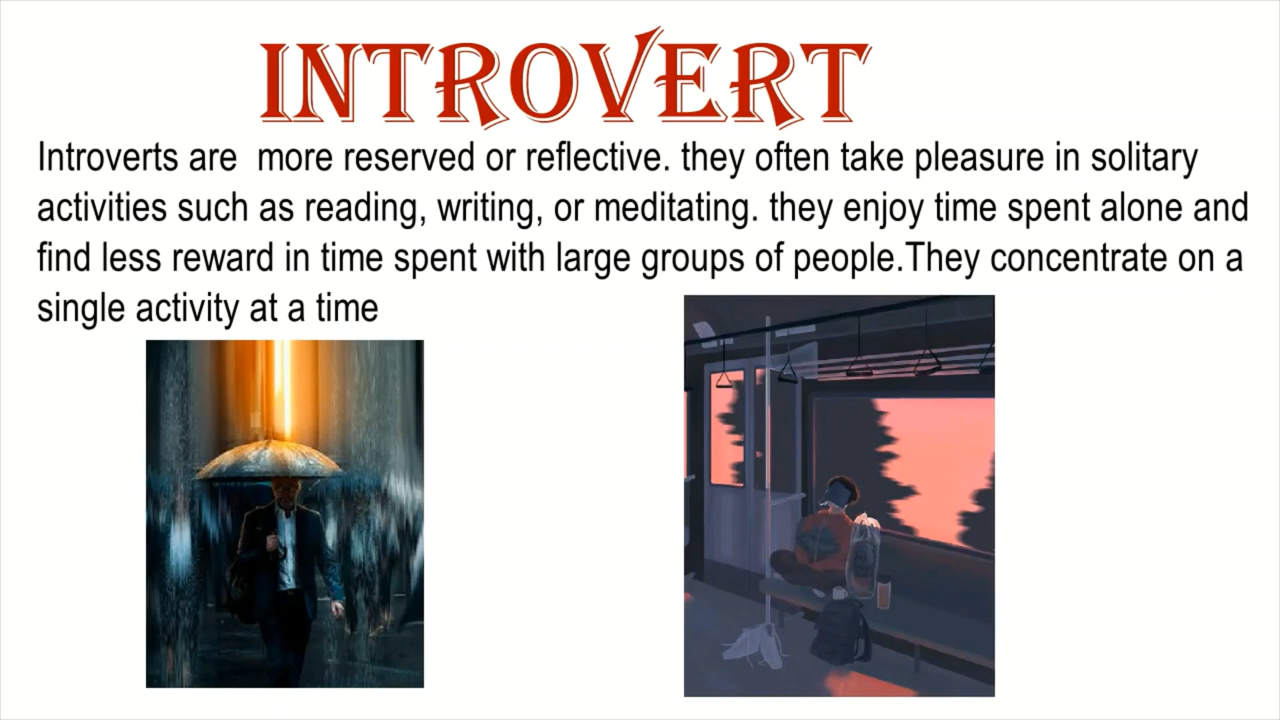 INTROVERT
Introverts are  more reserved or reflective. they often take pleasure in solitary
activities such as reading, writing, or meditating. they enjoy time spent alone and
find less reward in time spent with large groups of people.They concentrate on a
single activity at a time